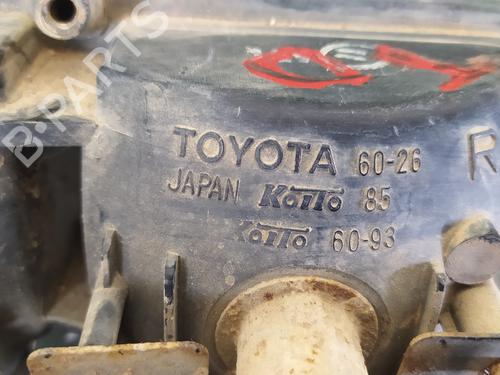 B-PARTS
TOYOTA 60-26 R
JAPAN Koito 85
Koito 60-93